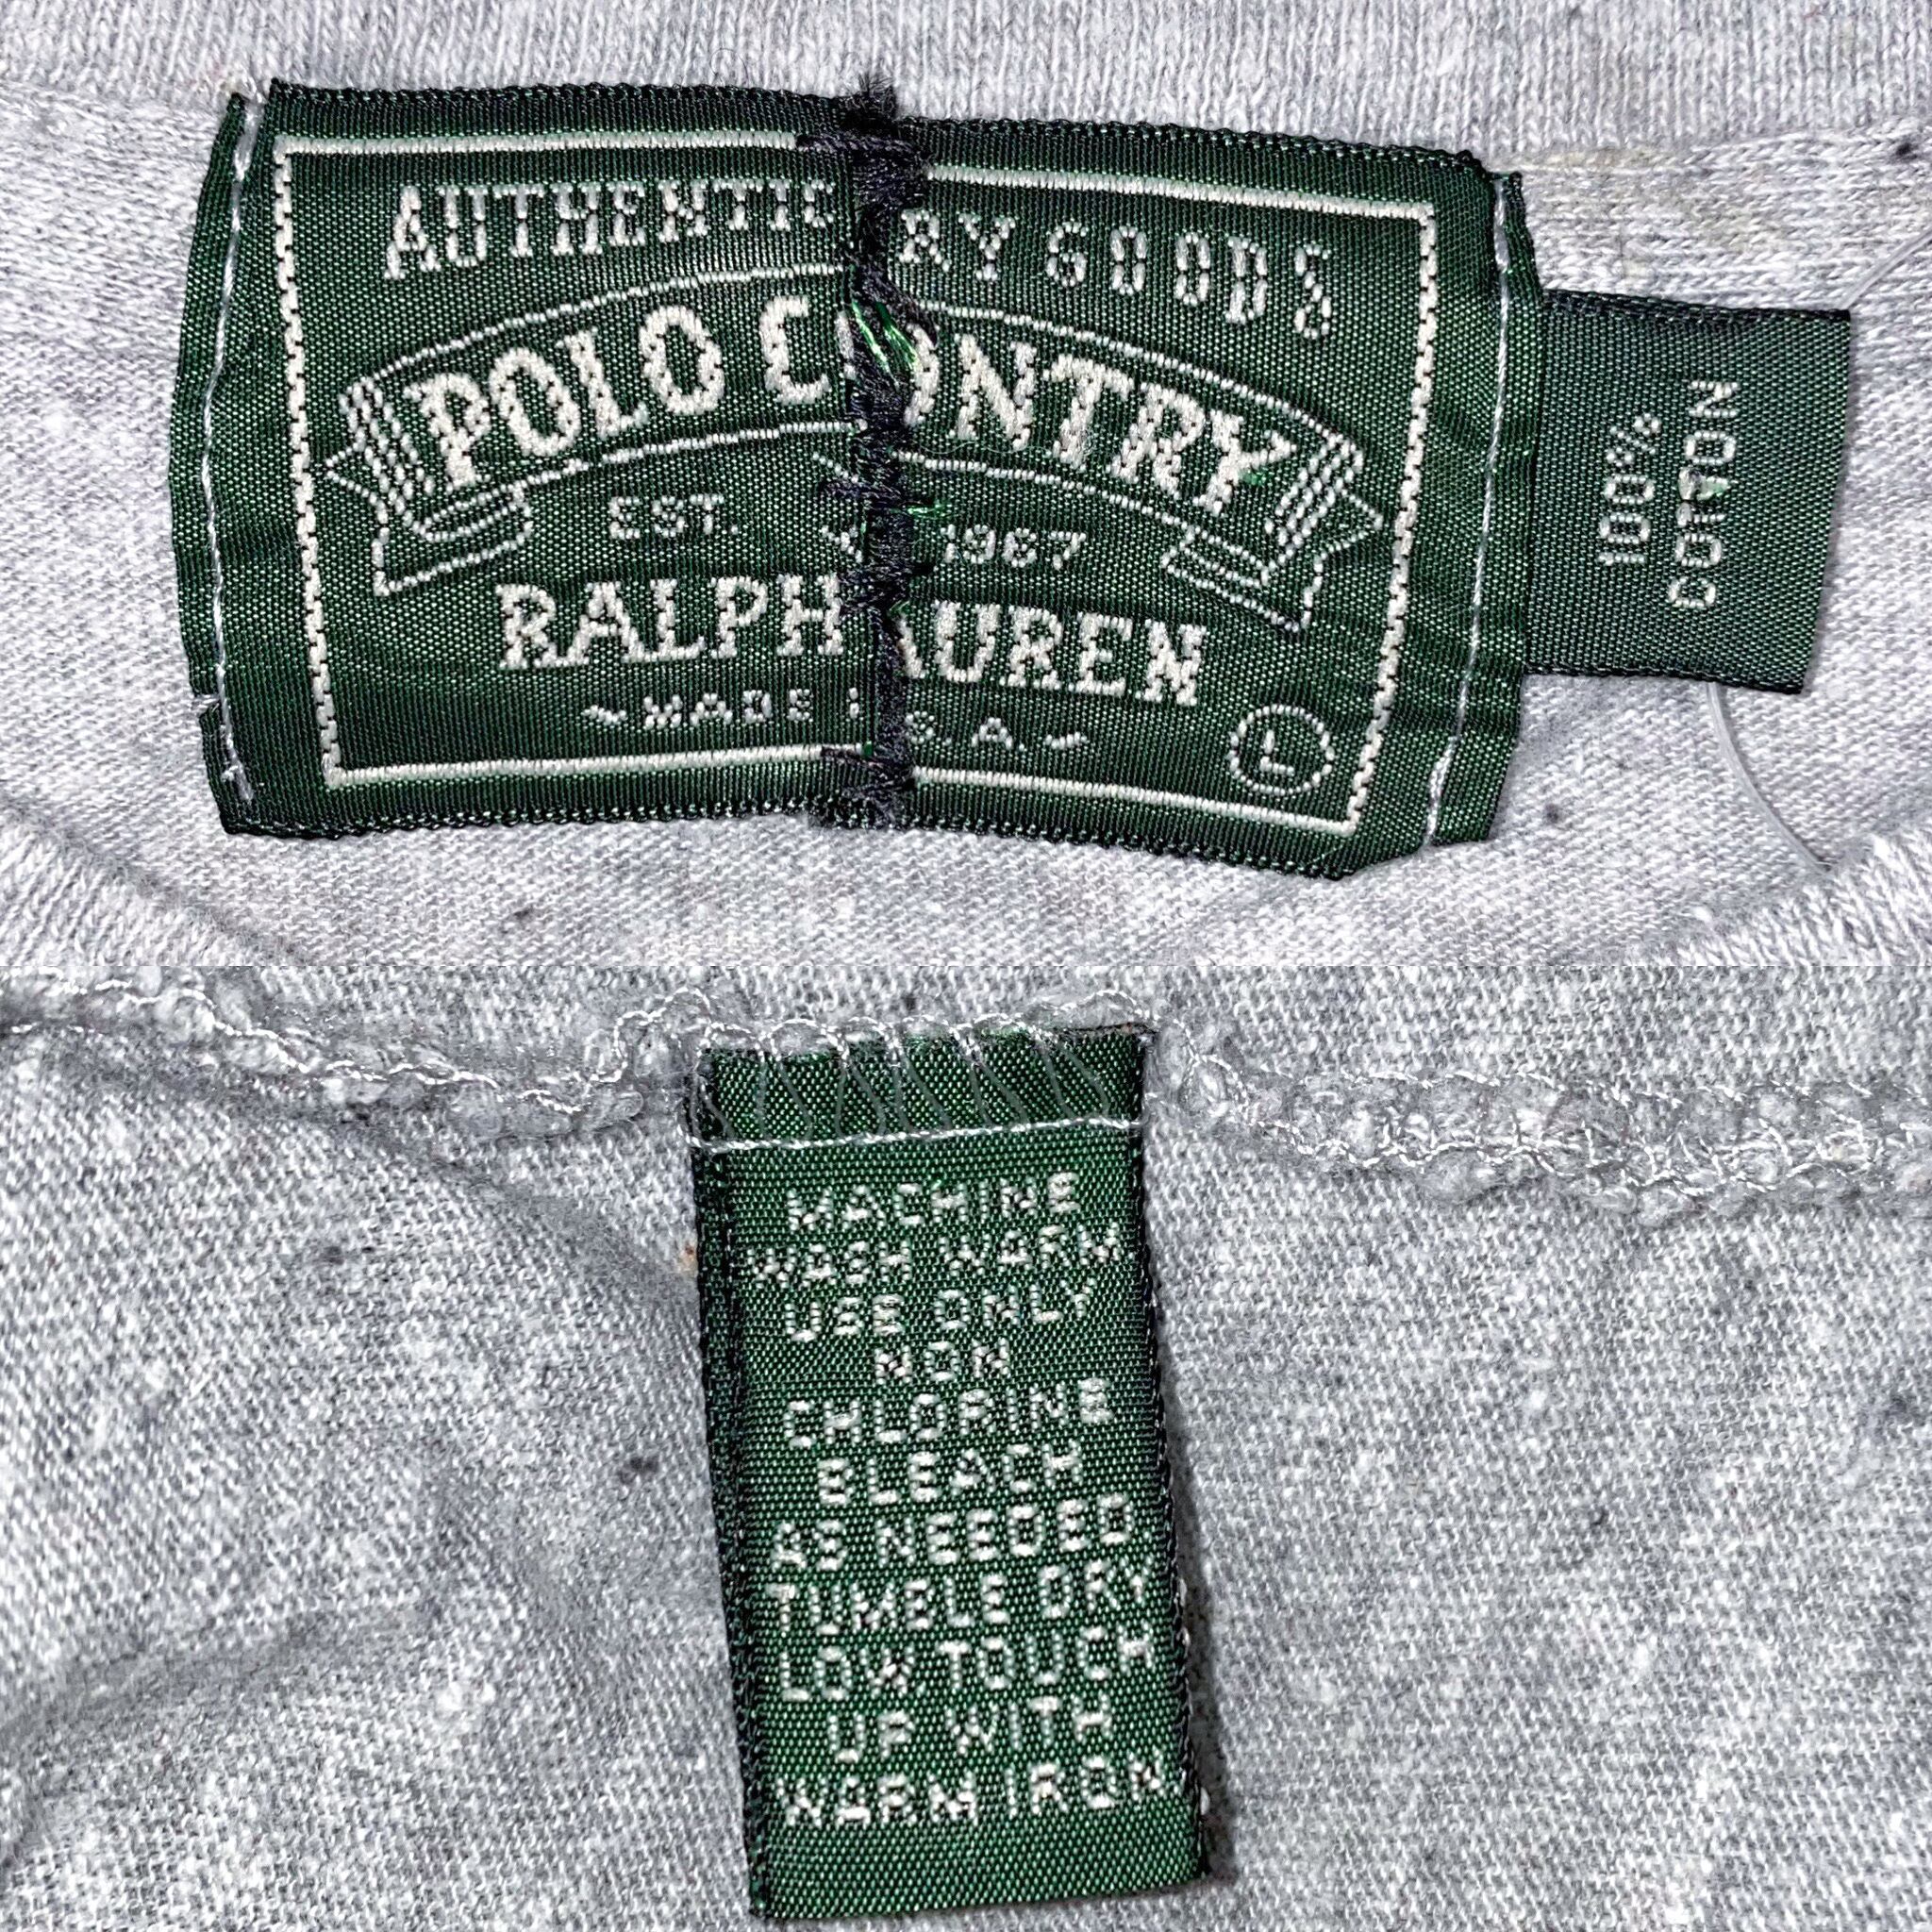 AUTHENTIC RY GOODS
POLO CONTRY
EST. 1967
RALPH AUREN
MADE I S.A.
L
100%
COTTON
MACHINE
WASH WARM
USE ONLY
NON
CHLORINE
BLEACH
AS NEEDED
TUMBLE DRY
LOW TOUCH
UP WITH
WARM IRON